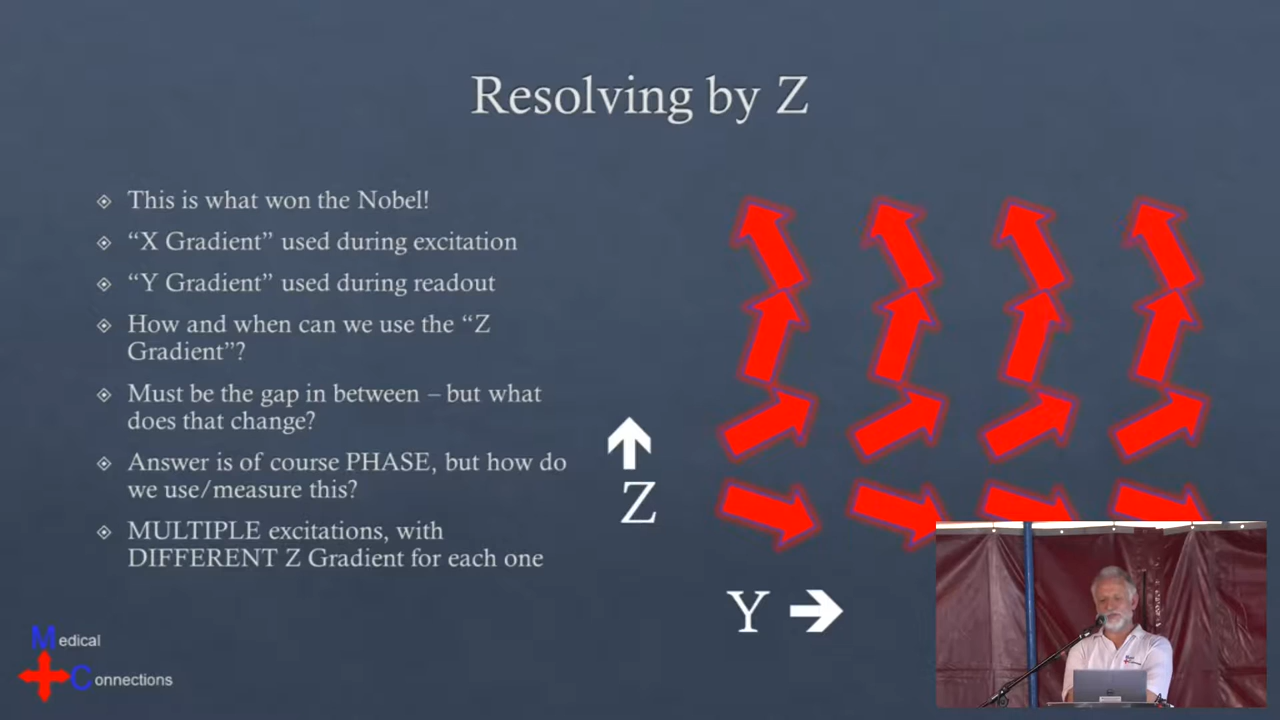 Resolving by Z
This is what won the Nobel!
“X Gradient” used during excitation
“Y Gradient” used during readout
How and when can we use the “Z
Gradient”?
Must be the gap in between – but what
does that change?
Answer is of course PHASE, but how do
we use/measure this?
MULTIPLE excitations, with
DIFFERENT Z Gradient for each one
Z
Y
Medical
Connections